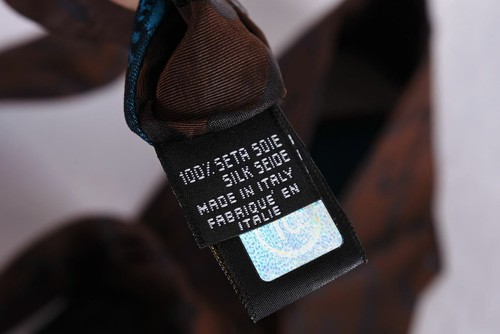 100% SETA SOIE
SILK SEIDE
MADE IN ITALY
FABRIQUÉ EN
ITALIE